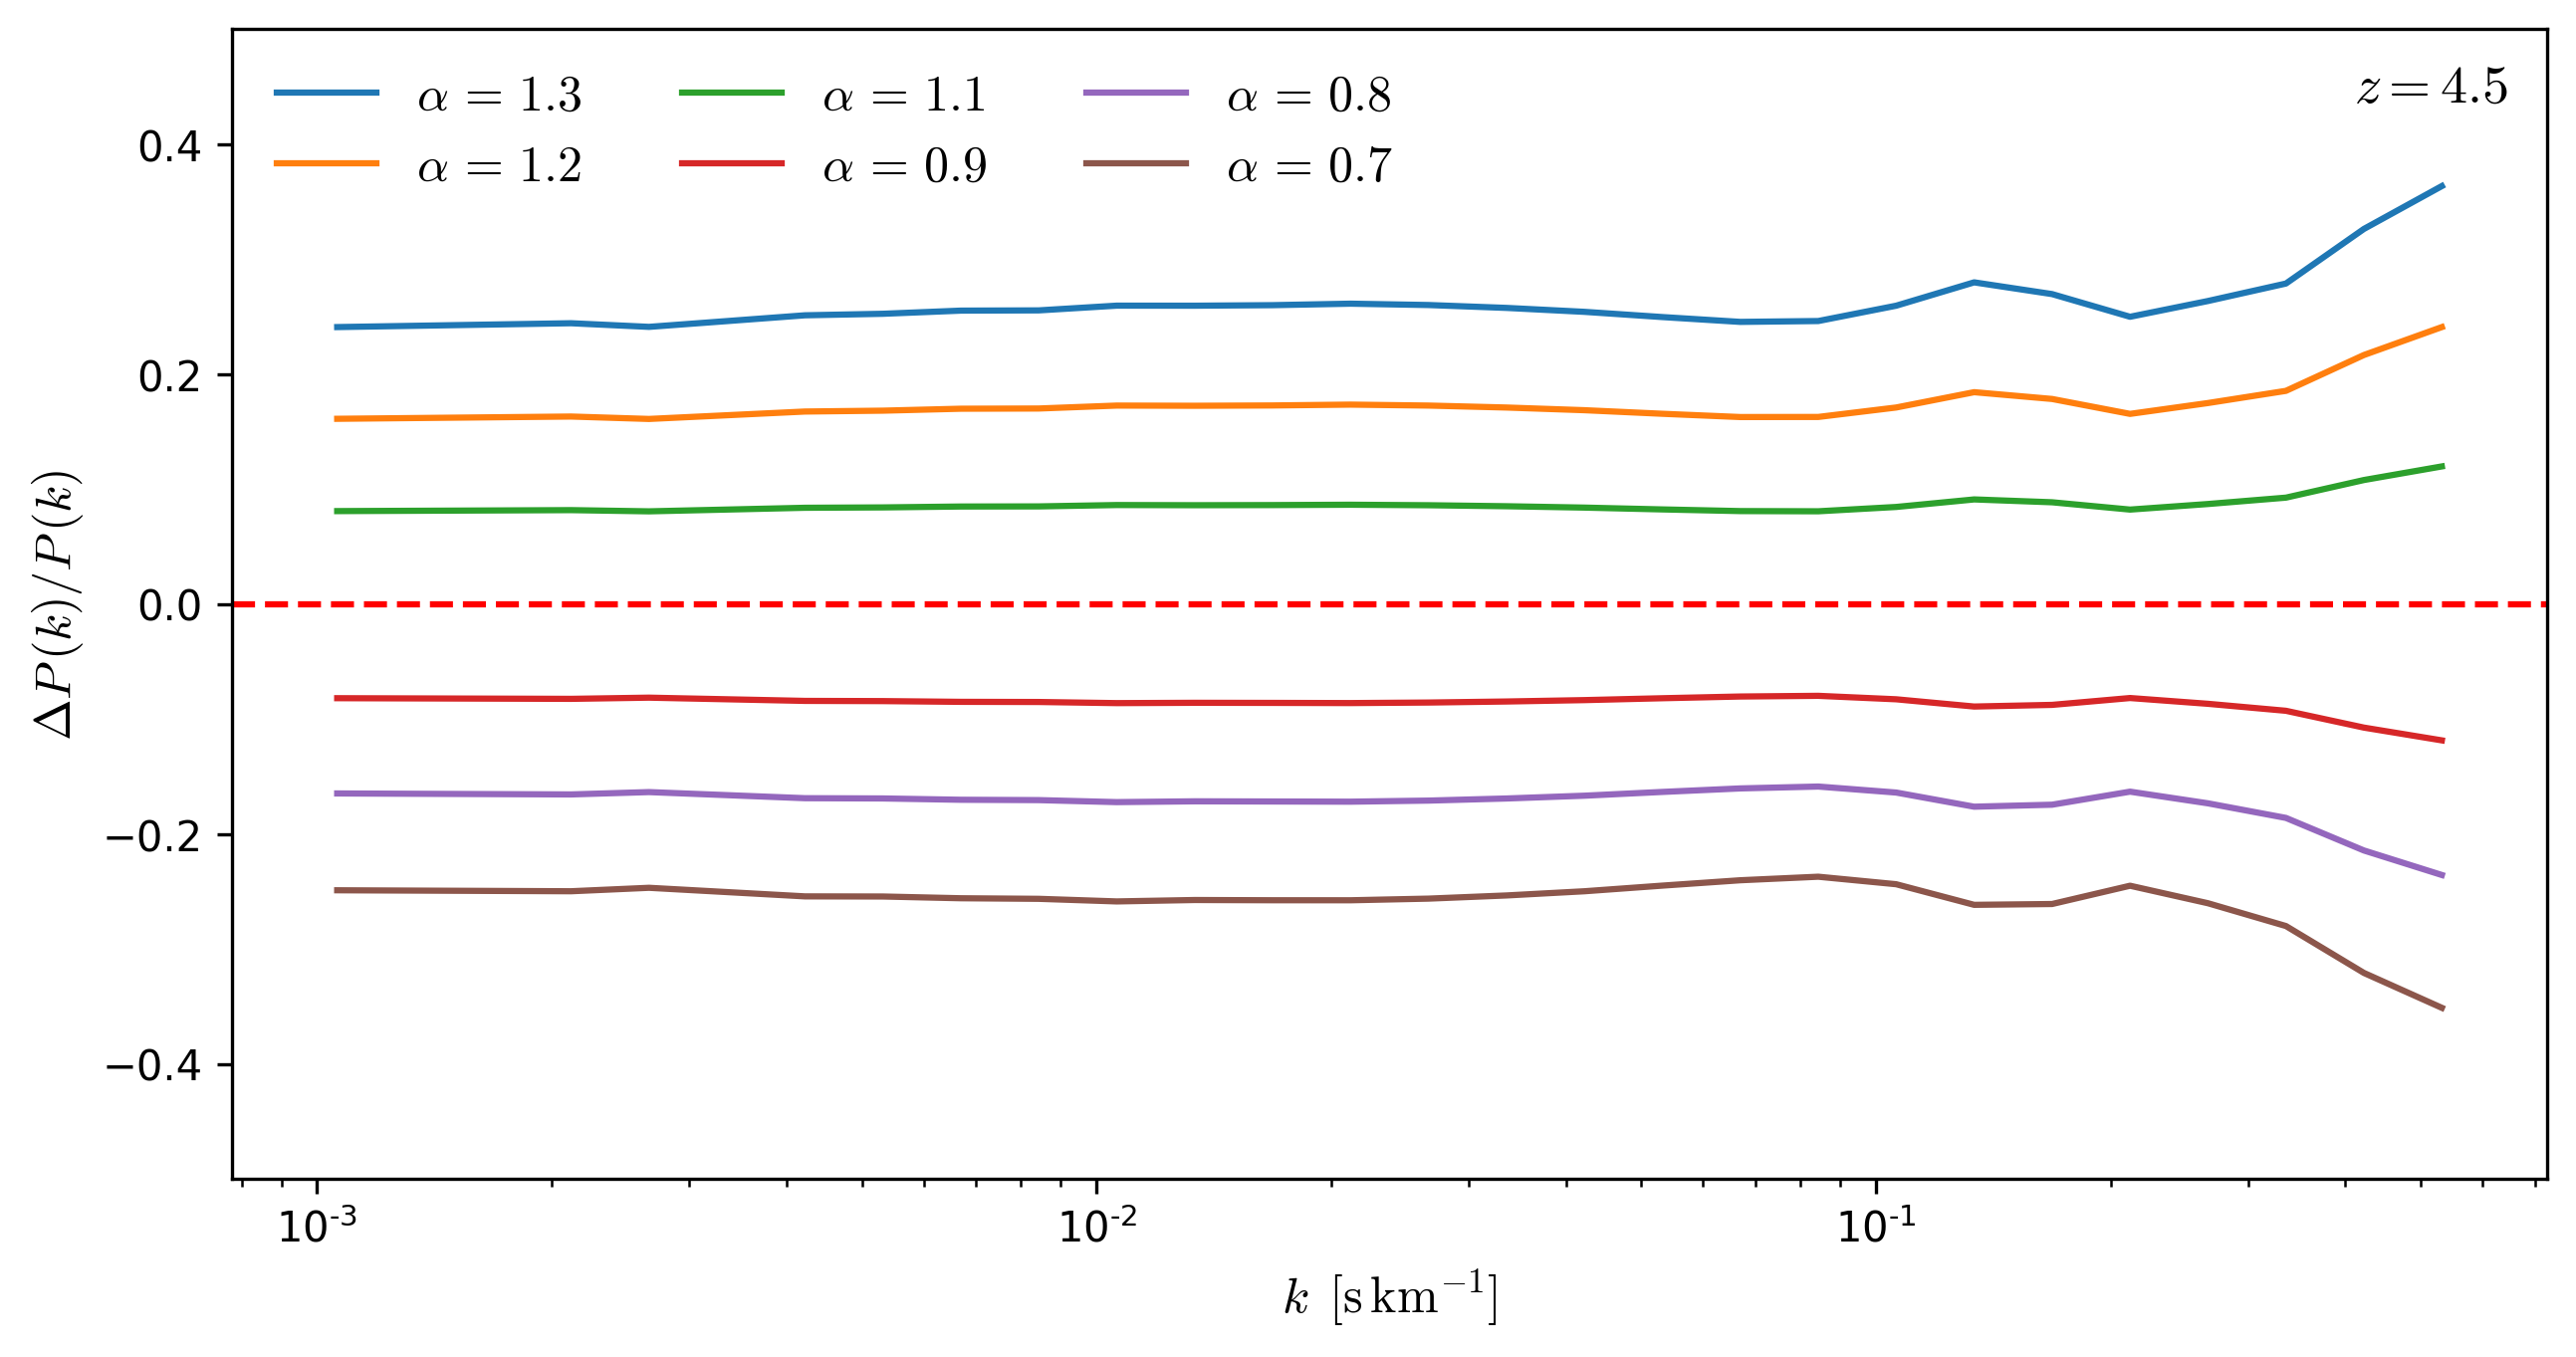 α = 1.3 α = 1.1 α = 0.8 z = 4.5
α = 1.2 α = 0.9 α = 0.7
0.4
0.2
0.0
−0.2
−0.4
ΔP(k)/P(k)
10⁻³ 10⁻² 10⁻¹
k [s km⁻¹]